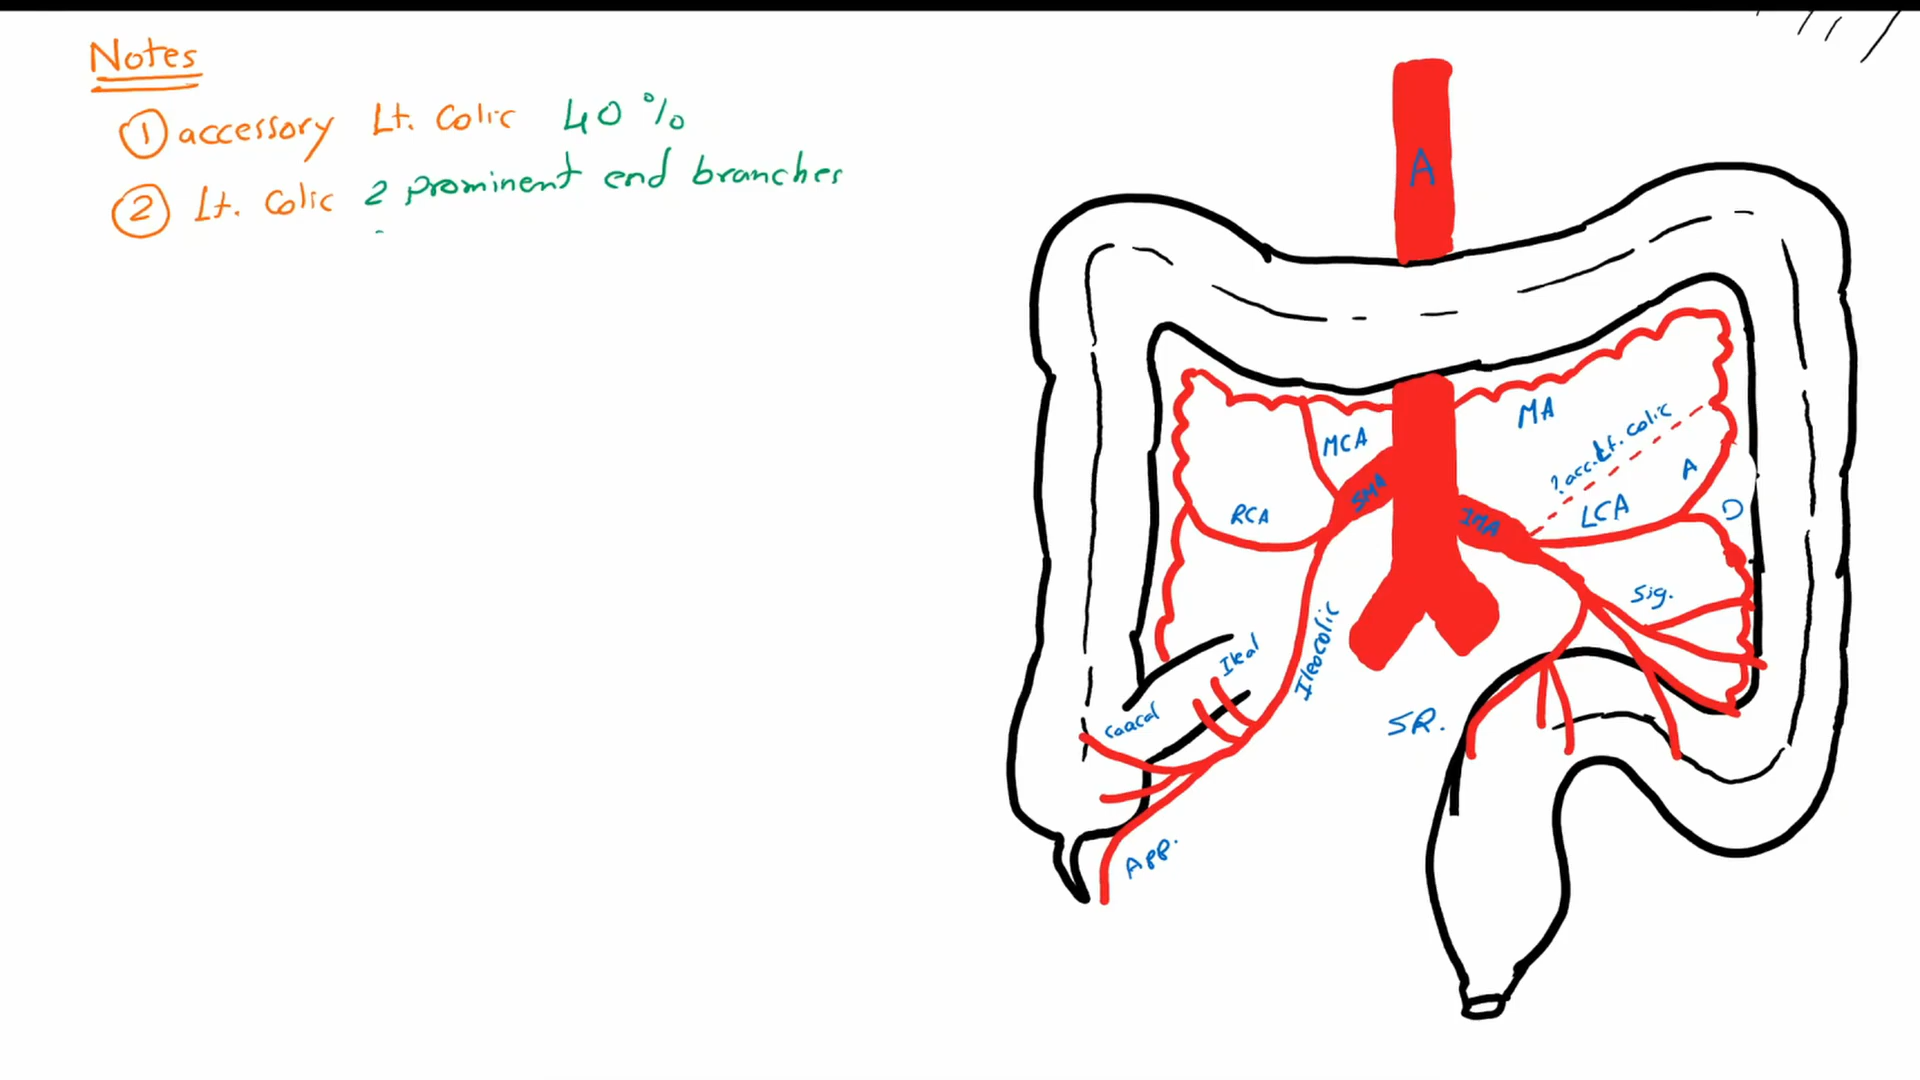 Notes
① accessory Lt. Colic 40%
② Lt. Colic 2 prominent end branches
A
MA
MCA
?acc.Lt. colic
A
SMA
RCA
IMA
LCA
D
Sig.
Ileocolic
Ileal
Caecal
SR.
App.